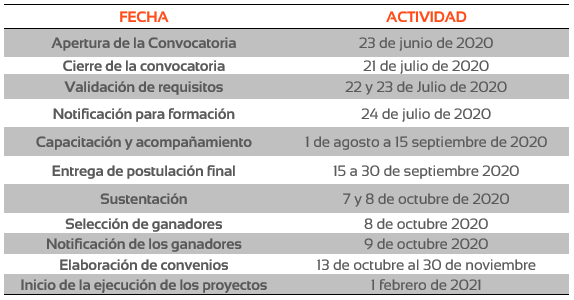 FECHA ACTIVIDAD
Apertura de la Convocatoria 23 de junio de 2020
Cierre de la convocatoria 21 de julio de 2020
Validación de requisitos 22 y 23 de Julio de 2020
Notificación para formación 24 de julio de 2020
Capacitación y acompañamiento 1 de agosto a 15 septiembre de 2020
Entrega de postulación final 15 a 30 de septiembre 2020
Sustentación 7 y 8 de octubre de 2020
Selección de ganadores 8 de octubre 2020
Notificación de los ganadores 9 de octubre 2020
Elaboración de convenios 13 de octubre al 30 de noviembre
Inicio de la ejecución de los proyectos 1 febrero de 2021